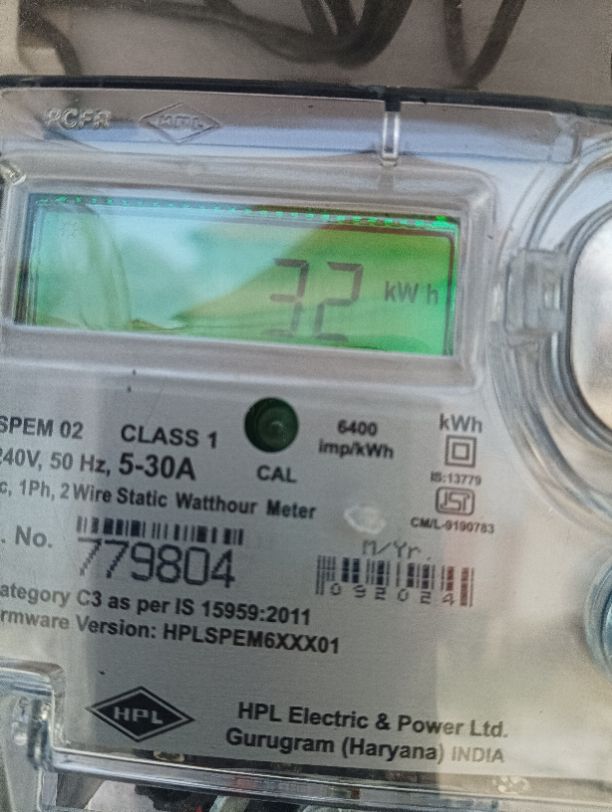 PCFR HPL
32 kWh
SPEM 02 CLASS 1
240V, 50 Hz, 5-30A
c, 1Ph, 2 Wire Static Watthour Meter
CAL
6400
imp/kWh
kWh
IS:13779
ISI
CM/L-9190783
. No. 779804
M/Yr.
092024
ategory C3 as per IS 15959:2011
rmware Version: HPLSPEM6XXX01
HPL
HPL Electric & Power Ltd.
Gurugram (Haryana) INDIA